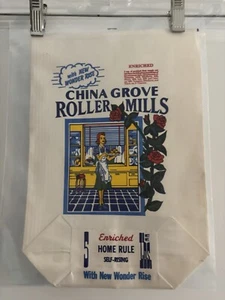 with NEW
WONDER RISE
ENRICHED
CHINA GROVE
ROLLER MILLS
5
Enriched
HOME RULE
SELF-RISING
With New Wonder Rise